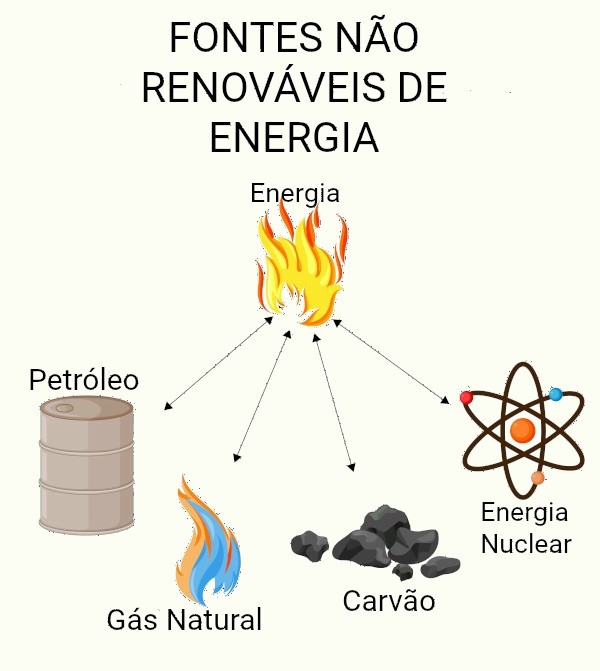 FONTES NÃO
RENOVÁVEIS DE
ENERGIA
Energia
Petróleo
Energia
Nuclear
Carvão
Gás Natural